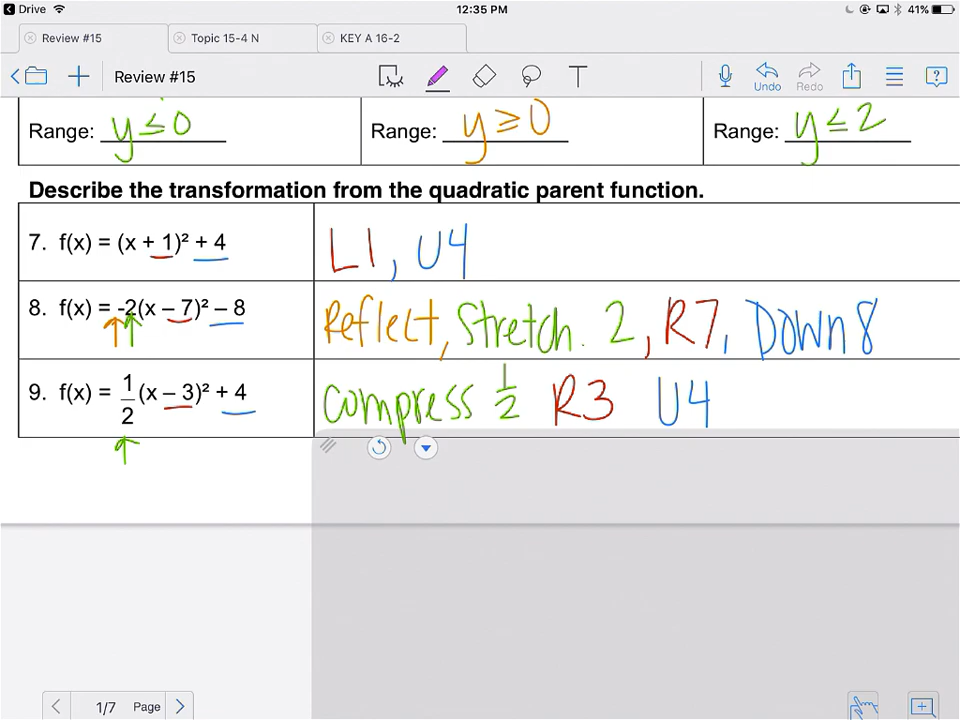 Drive 12:35 PM 41%
Review #15 Topic 15-4 N KEY A 16-2
Review #15 T Undo Redo ?
Range: y ≤ 0 Range: y ≥ 0 Range: y ≤ 2
Describe the transformation from the quadratic parent function.
7. f(x) = (x + 1)² + 4 L1, U4
8. f(x) = -2(x – 7)² – 8 Reflect, Stretch. 2, R7, Down 8
9. f(x) = 1/2(x – 3)² + 4 compress 1/2 R3 U4
1/7 Page